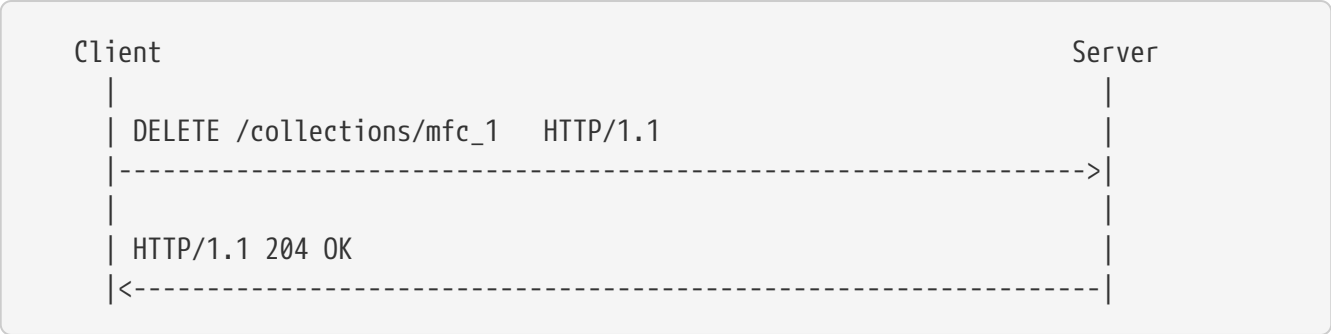 Client Server
DELETE /collections/mfc_1 HTTP/1.1
HTTP/1.1 204 OK